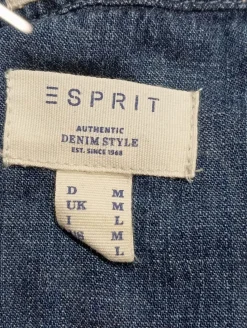 ESPRIT
AUTHENTIC
DENIM STYLE
EST. SINCE 1968
D M
UK M
I L
M
L